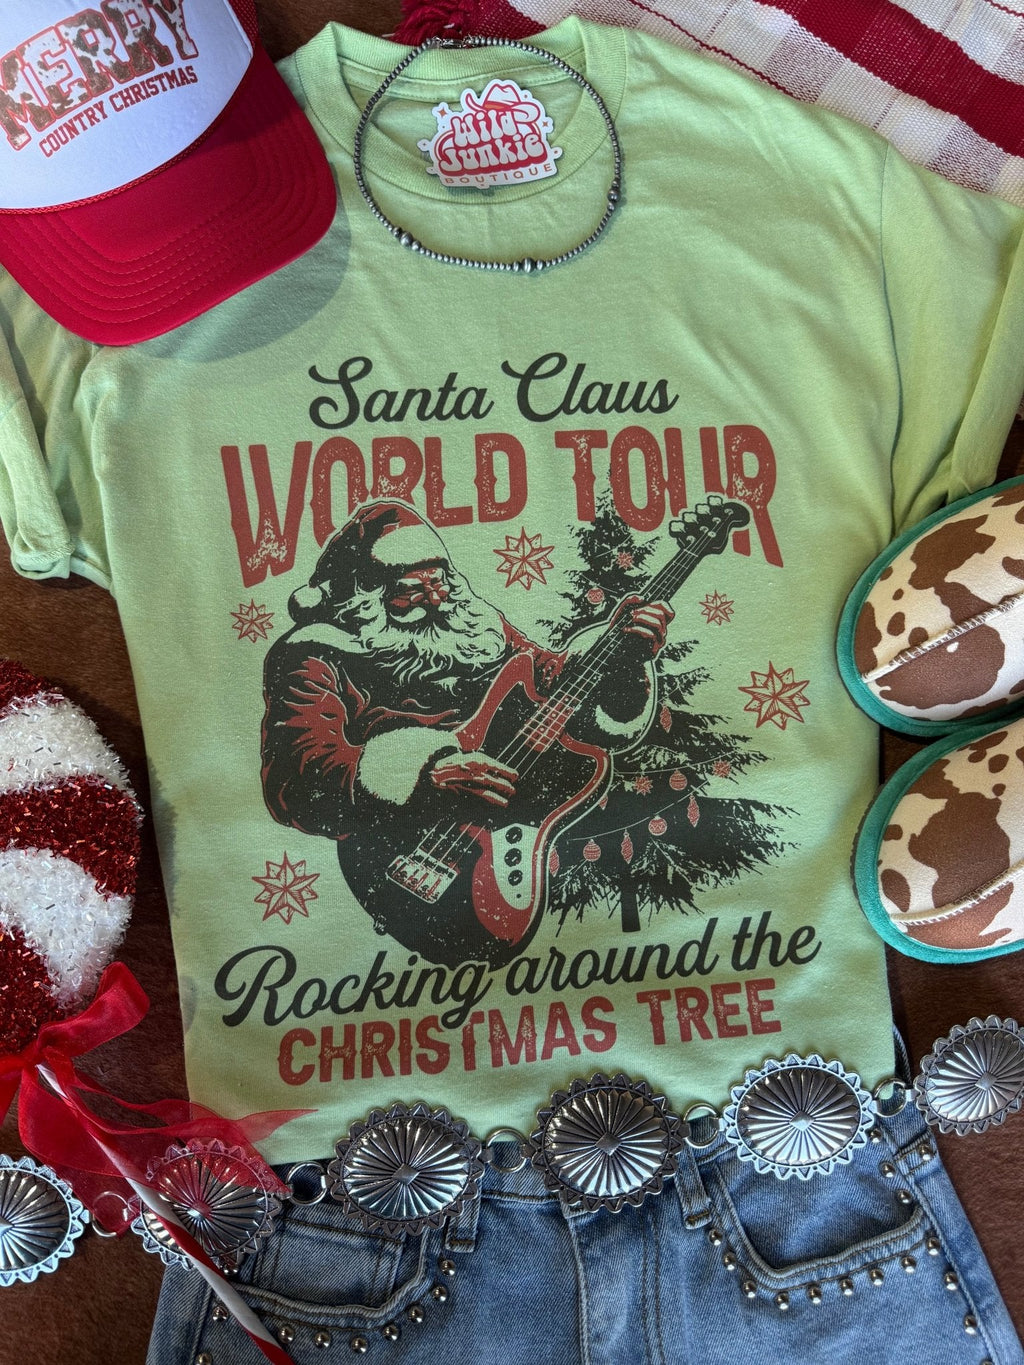 MERRY
COUNTRY CHRISTMAS
Wild
Junkie
BOUTIQUE
Santa Claus
WORLD TOUR
Rocking around the
CHRISTMAS TREE